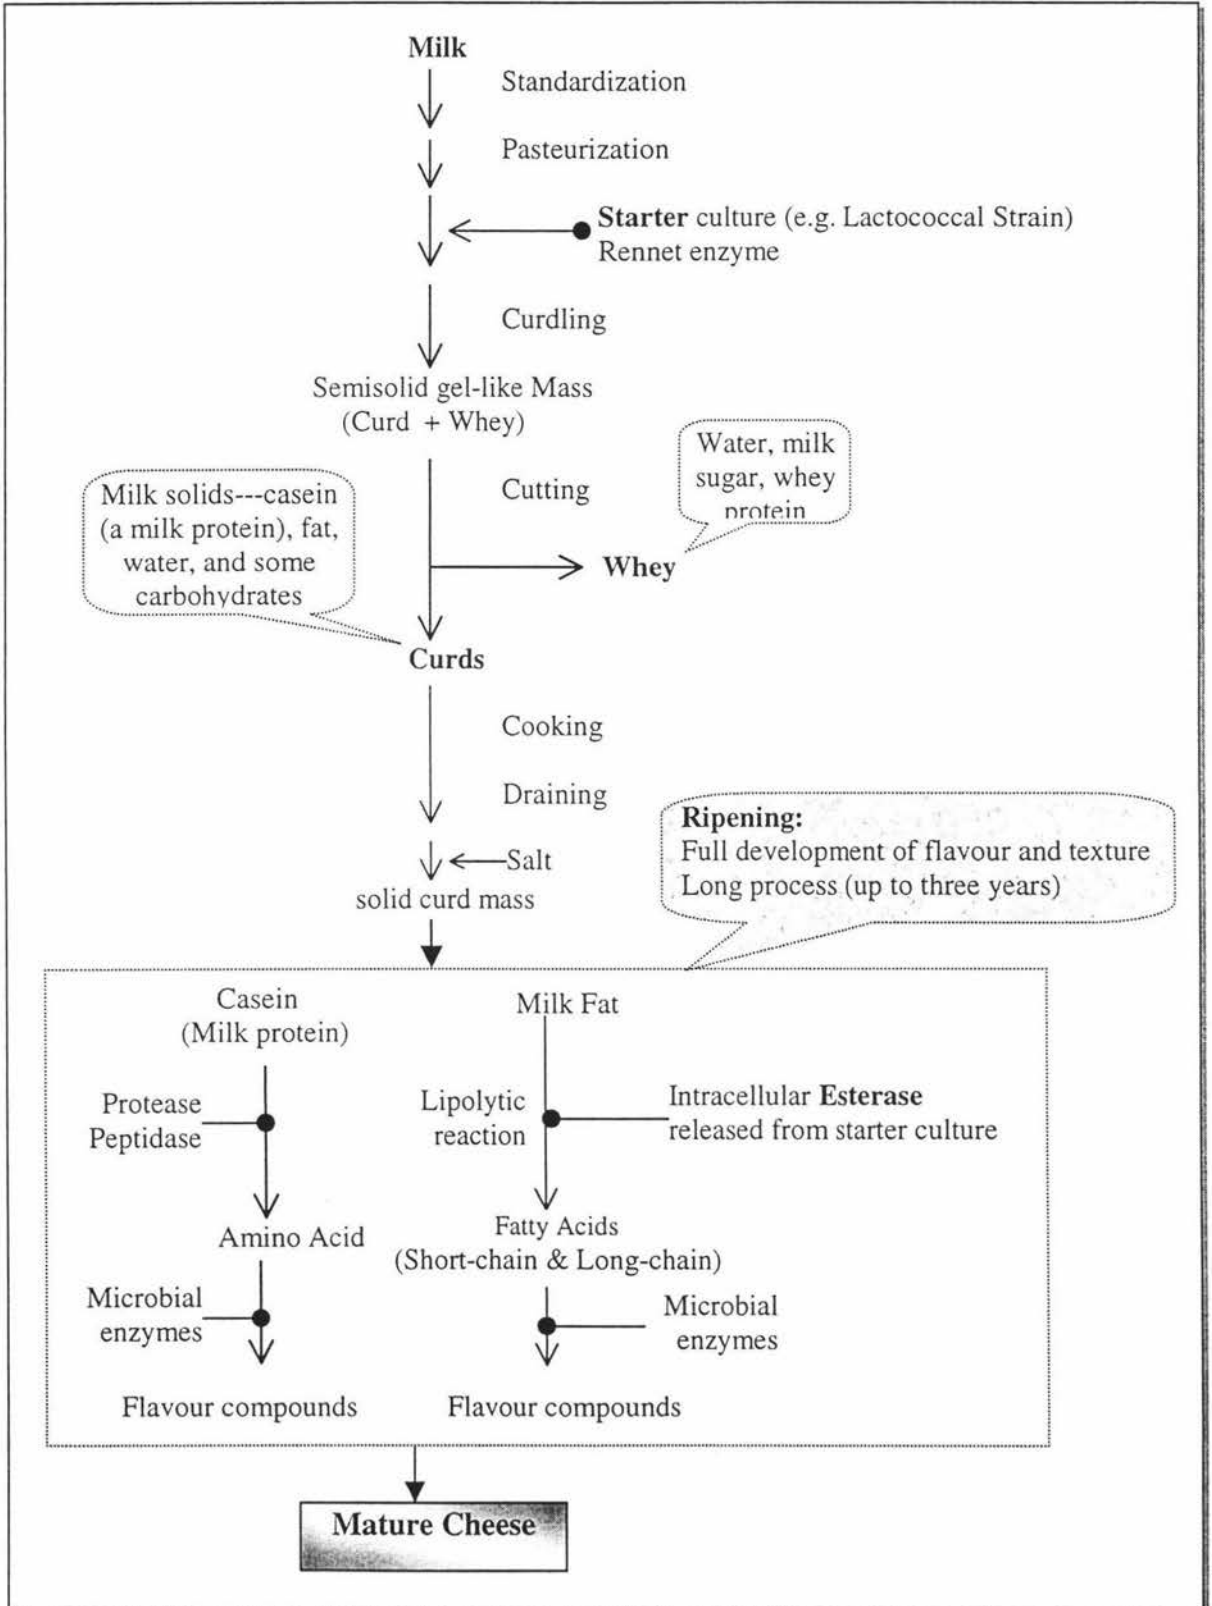 Milk
Standardization
Pasteurization
Starter culture (e.g. Lactococcal Strain)
Rennet enzyme
Curdling
Semisolid gel-like Mass
(Curd + Whey)
Water, milk
sugar, whey
protein
Cutting
Milk solids---casein
(a milk protein), fat,
water, and some
carbohydrates
Whey
Curds
Cooking
Draining
Ripening:
Full development of flavour and texture
Long process (up to three years)
Salt
solid curd mass
Casein
(Milk protein)
Milk Fat
Protease
Peptidase
Lipolytic
reaction
Intracellular Esterase
released from starter culture
Amino Acid
Fatty Acids
(Short-chain & Long-chain)
Microbial
enzymes
Microbial
enzymes
Flavour compounds
Flavour compounds
Mature Cheese